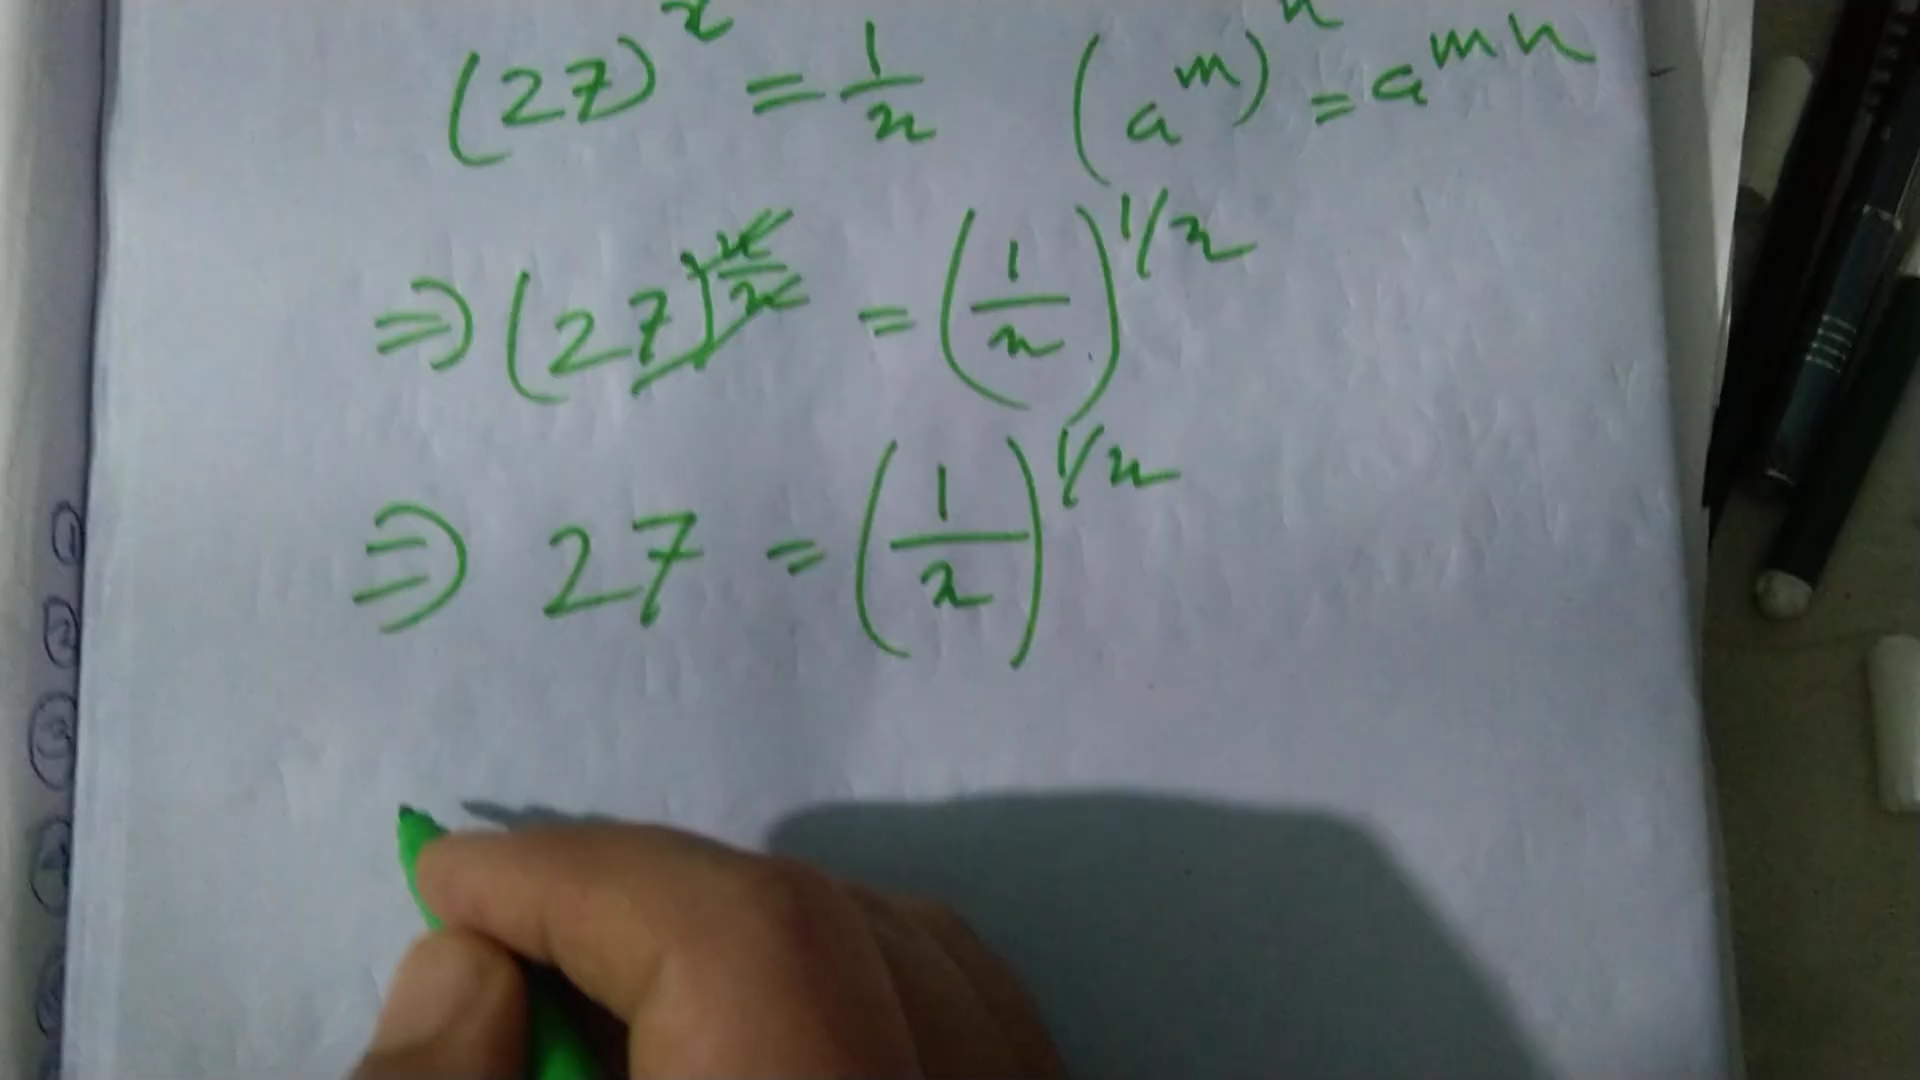 (27)^x = 1/x (a^m)^n = a^mn
⇒ (27)^x/x = (1/x)^1/x
⇒ 27 = (1/x)^1/x